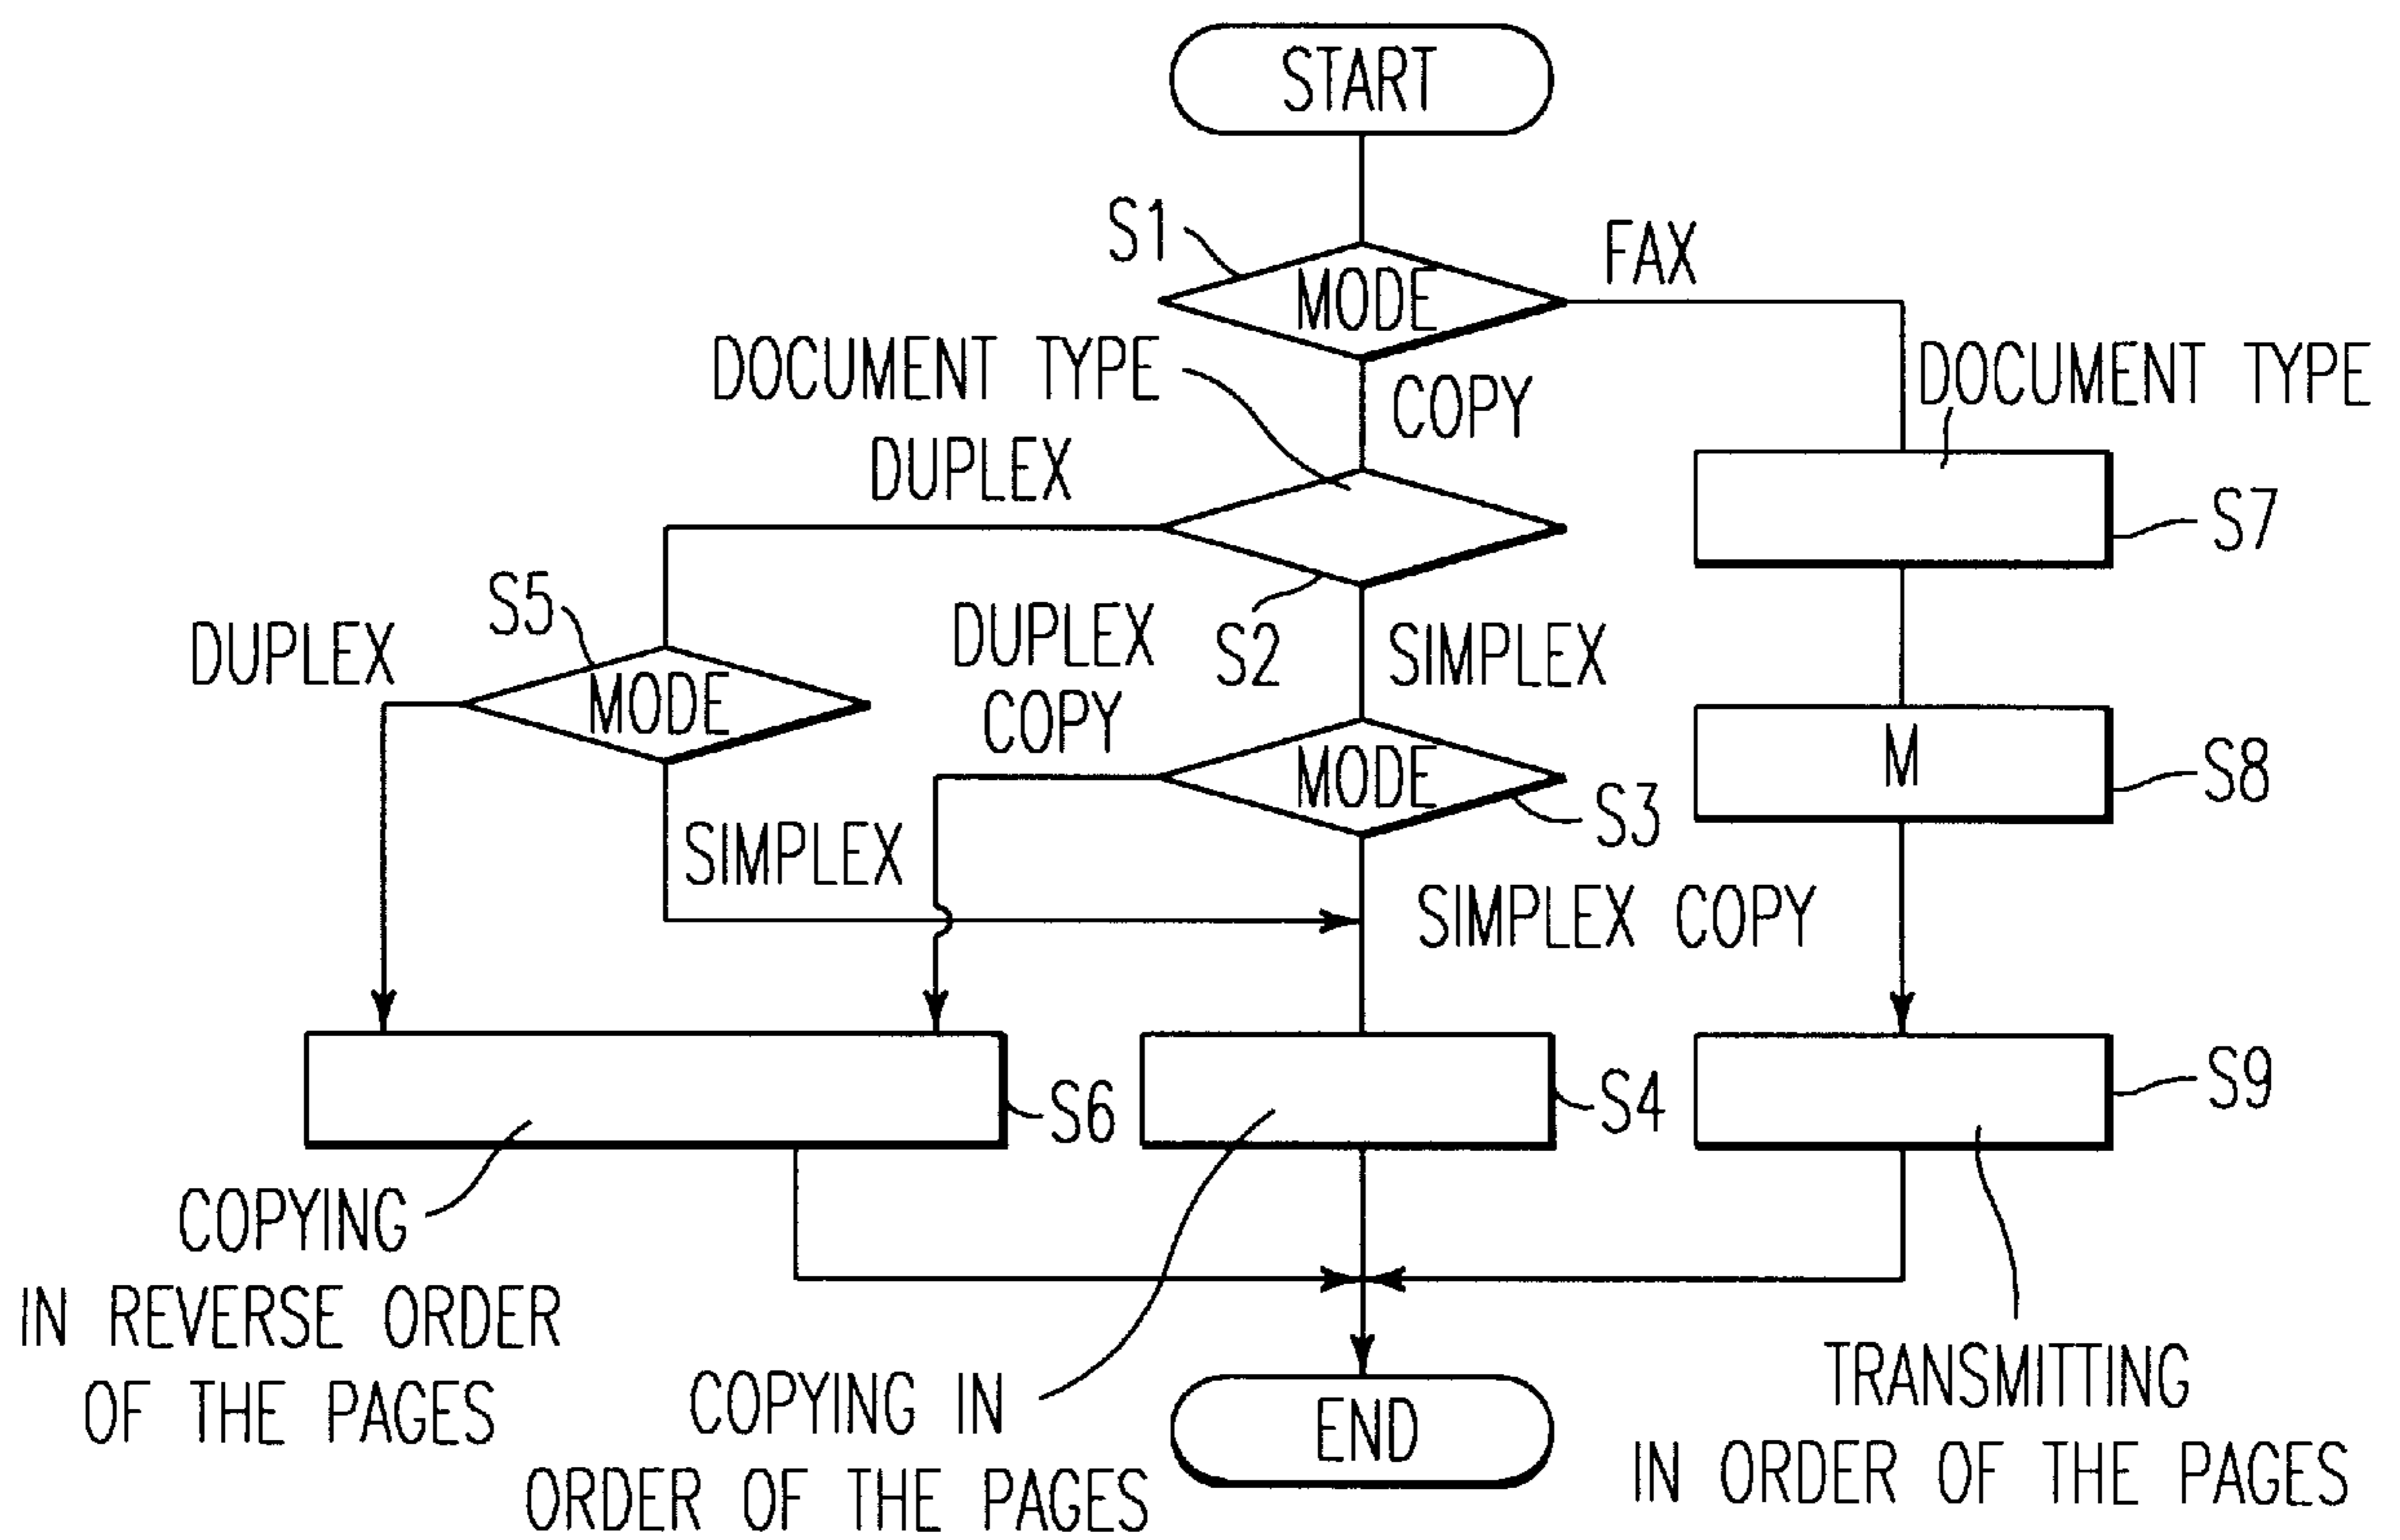 START
S1
MODE
FAX
DOCUMENT TYPE
COPY
DOCUMENT TYPE
DUPLEX
S7
S5
DUPLEX
MODE
DUPLEX
COPY
S2
SIMPLEX
M
S8
MODE
S3
SIMPLEX
SIMPLEX COPY
S6
S4
S9
COPYING
IN REVERSE ORDER
OF THE PAGES
COPYING IN
ORDER OF THE PAGES
END
TRANSMITTING
IN ORDER OF THE PAGES